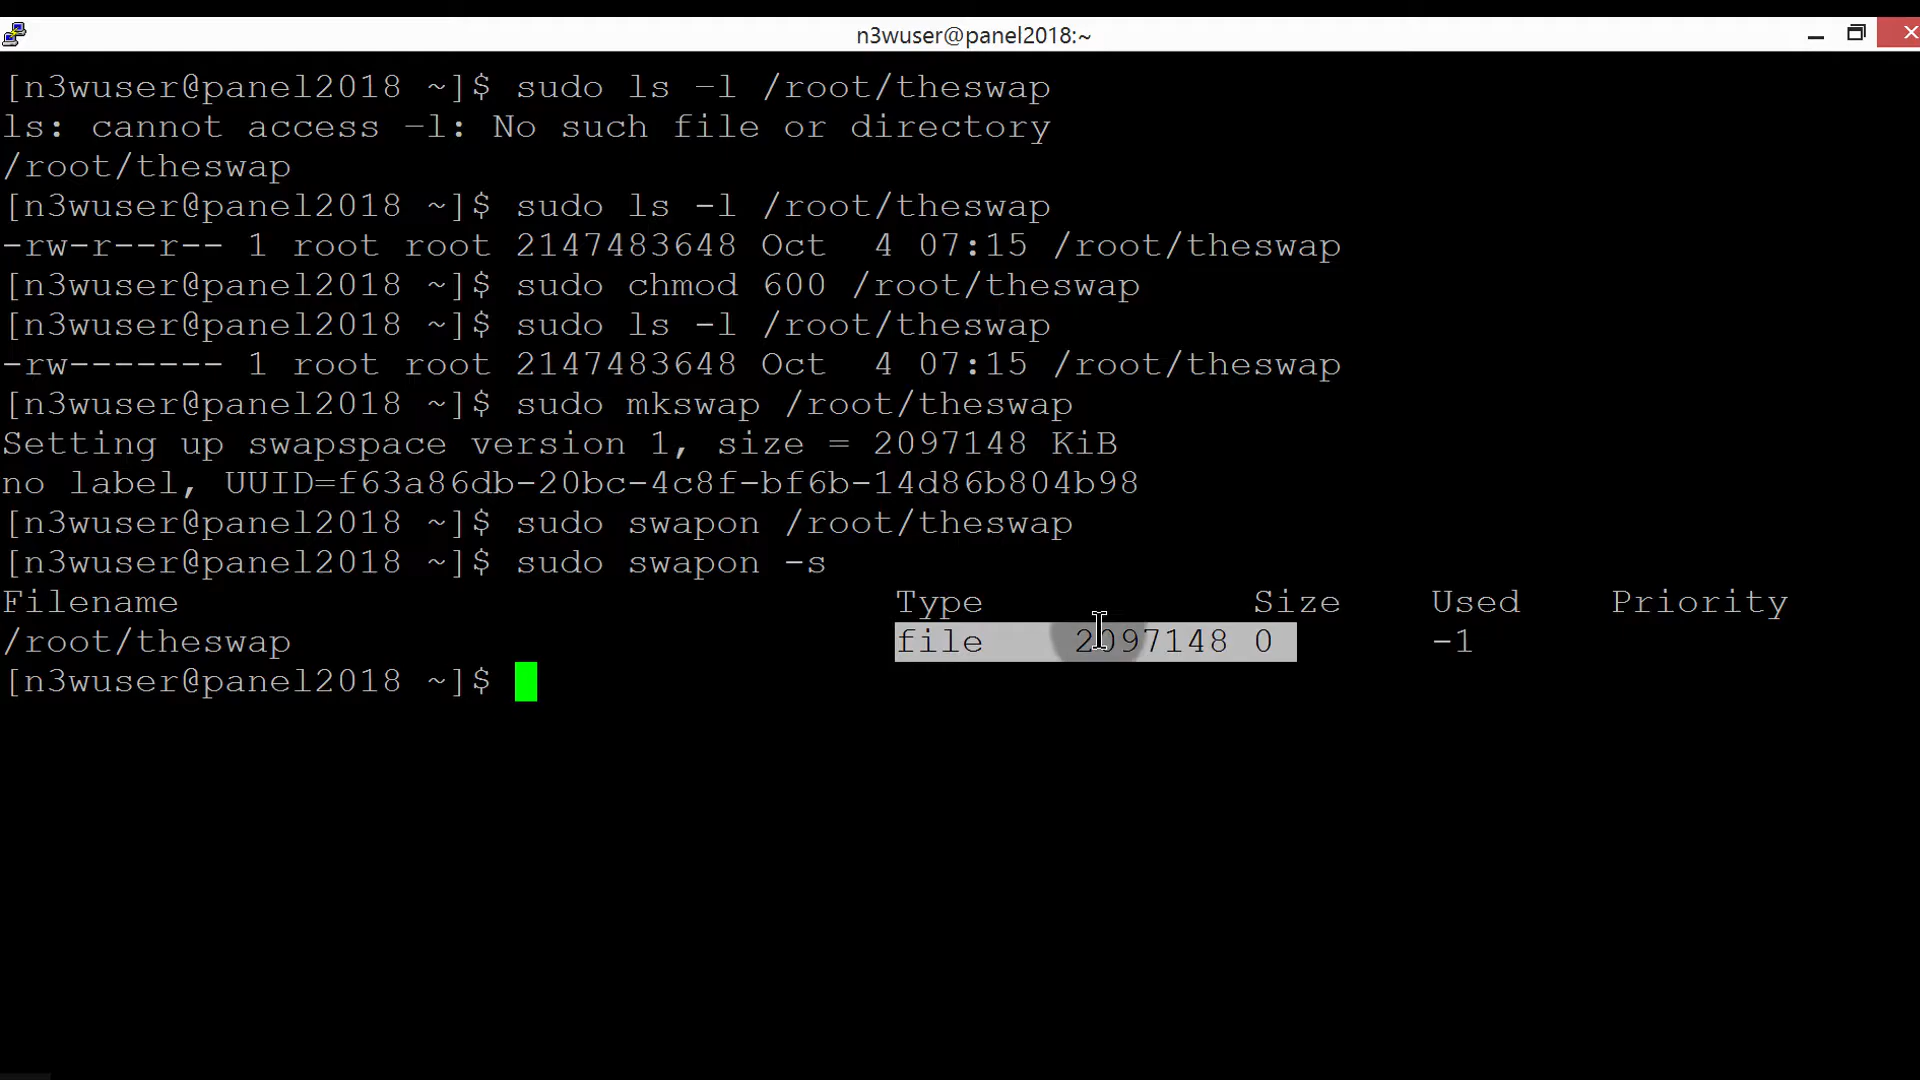 n3wuser@panel2018:~
[n3wuser@panel2018 ~]$ sudo ls –l /root/theswap
ls: cannot access –l: No such file or directory
/root/theswap
[n3wuser@panel2018 ~]$ sudo ls -l /root/theswap
-rw-r--r-- 1 root root 2147483648 Oct  4 07:15 /root/theswap
[n3wuser@panel2018 ~]$ sudo chmod 600 /root/theswap
[n3wuser@panel2018 ~]$ sudo ls -l /root/theswap
-rw------- 1 root root 2147483648 Oct  4 07:15 /root/theswap
[n3wuser@panel2018 ~]$ sudo mkswap /root/theswap
Setting up swapspace version 1, size = 2097148 KiB
no label, UUID=f63a86db-20bc-4c8f-bf6b-14d86b804b98
[n3wuser@panel2018 ~]$ sudo swapon /root/theswap
[n3wuser@panel2018 ~]$ sudo swapon -s
Filename                                Type            Size    Used    Priority
/root/theswap                           file    2097148 0       -1
[n3wuser@panel2018 ~]$